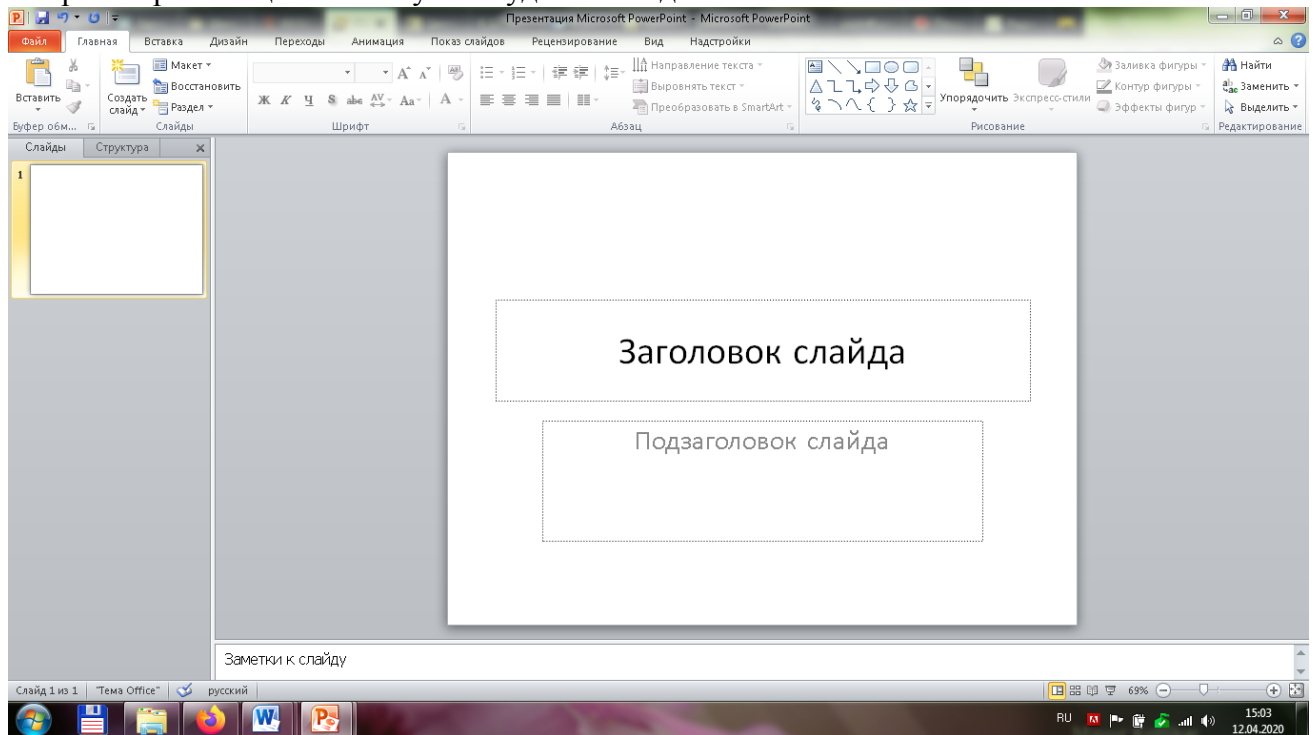 Презентация Microsoft PowerPoint - Microsoft PowerPoint
Файл Главная Вставка Дизайн Переходы Анимация Показ слайдов Рецензирование Вид Надстройки
Вставить
Создать слайд
Макет
Восстановить
Раздел
Ж К Ч S abc AV Aa A
Направление текста
Выровнять текст
Преобразовать в SmartArt
Упорядочить
Экспресс-стили
Заливка фигуры
Контур фигуры
Эффекты фигур
Найти
Заменить
Выделить
Буфер обм... Слайды Шрифт Абзац Рисование Редактирование
Слайды Структура
1
Заголовок слайда
Подзаголовок слайда
Заметки к слайду
Слайд 1 из 1 "Тема Office" русский 69%
RU 15:03
12.04.2020